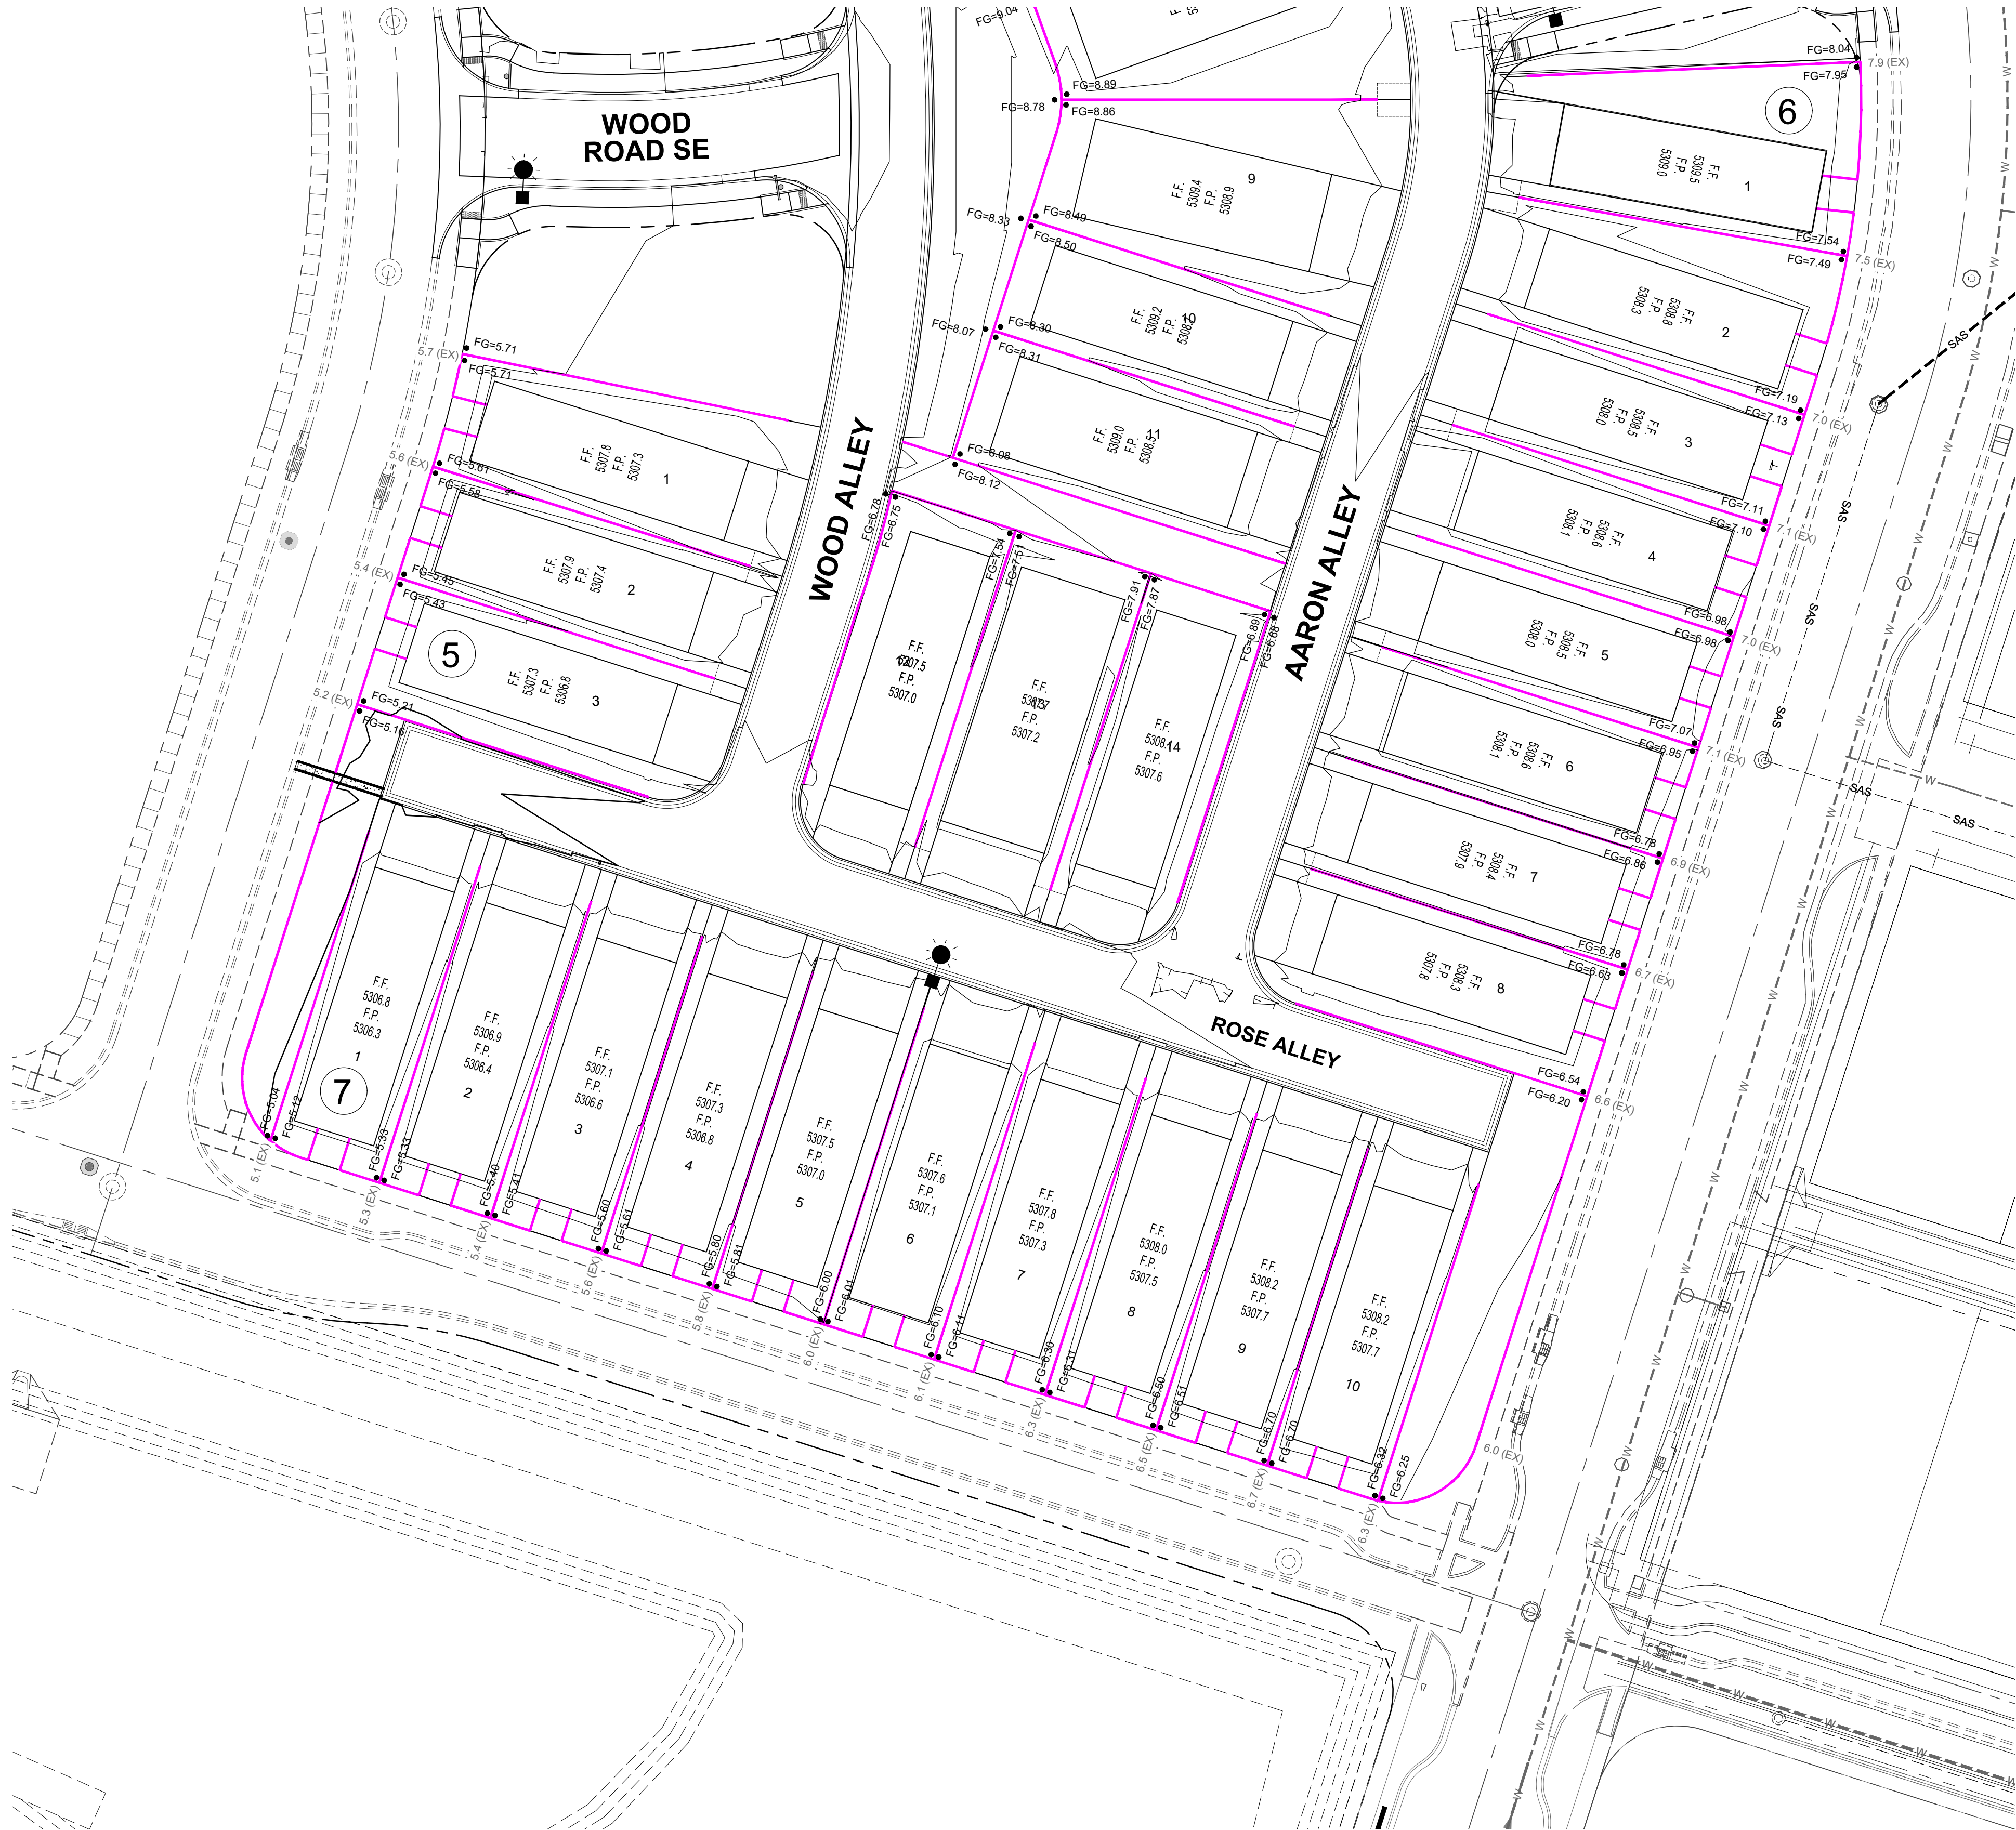 FG=9.04
FG=8.04
7.9 (EX)
FG=7.95
FG=8.89
FG=8.78
FG=8.86
6
WOOD
ROAD SE
F.F.
5309.5
F.P.
5309.0
1
9
F.F.
5309.4
F.P.
5308.9
FG=8.33
FG=8.49
FG=8.50
FG=7.54
FG=7.49
7.5 (EX)
F.F.
5308.8
F.P.
5308.3
2
10
F.F.
5309.2
F.P.
FG=8.07
FG=8.30
FG=8.31
5.7 (EX)
FG=5.71
FG=5.71
SAS
W
FG=7.19
FG=7.13
7.0 (EX)
F.F.
5308.5
F.P.
5308.0
3
11
F.F.
5309.0
F.P.
FG=8.08
FG=8.12
F.F.
5307.8
F.P.
5307.3
1
5.6 (EX)
FG=5.61
FG=5.58
WOOD ALLEY
AARON ALLEY
FG=6.78
FG=6.75
FG=7.54
FG=7.51
FG=7.91
FG=7.87
FG=6.89
FG=6.68
SAS
W
FG=7.11
FG=7.10
7.1 (EX)
F.F.
5308.6
F.P.
5308.1
4
F.F.
5307.9
F.P.
5307.4
2
5.4 (EX)
FG=5.45
FG=5.43
SAS
FG=6.98
FG=6.98
7.0 (EX)
F.F.
5308.5
F.P.
5308.0
5
5
F.F.
5307.3
F.P.
5306.8
3
F.F.
5307.5
F.P.
5307.0
F.F.
F.P.
5307.2
F.F.
5308.1
14
F.P.
5307.6
5.2 (EX)
FG=5.21
FG=5.16
SAS
FG=7.07
FG=6.95
7.1 (EX)
F.F.
5308.6
F.P.
5308.1
6
SAS
SAS
W
FG=6.78
FG=6.86
6.9 (EX)
F.F.
5308.4
F.P.
5307.9
7
FG=6.78
FG=6.63
6.7 (EX)
F.F.
5308.3
F.P.
5307.8
8
ROSE ALLEY
FG=6.54
FG=6.20
6.6 (EX)
F.F.
5306.8
F.P.
5306.3
1
7
F.F.
5306.9
F.P.
5306.4
2
F.F.
5307.1
F.P.
5306.6
3
F.F.
5307.3
F.P.
5306.8
4
F.F.
5307.5
F.P.
5307.0
5
F.F.
5307.6
F.P.
5307.1
6
F.F.
5307.8
F.P.
5307.3
7
F.F.
5308.0
F.P.
5307.5
8
F.F.
5308.2
F.P.
5307.7
9
F.F.
5308.2
F.P.
5307.7
10
FG=5.04
FG=5.12
5.1 (EX)
FG=5.33
FG=5.33
5.3 (EX)
FG=5.40
FG=5.41
5.4 (EX)
FG=5.60
FG=5.61
5.6 (EX)
FG=5.80
FG=5.81
5.8 (EX)
FG=6.00
FG=6.01
6.0 (EX)
FG=6.10
FG=6.11
6.1 (EX)
FG=6.30
FG=6.31
6.3 (EX)
FG=6.50
FG=6.51
6.5 (EX)
FG=6.70
FG=6.70
6.7 (EX)
FG=6.32
FG=6.25
6.3 (EX)
6.0 (EX)
W
W
W
W
W
W
W